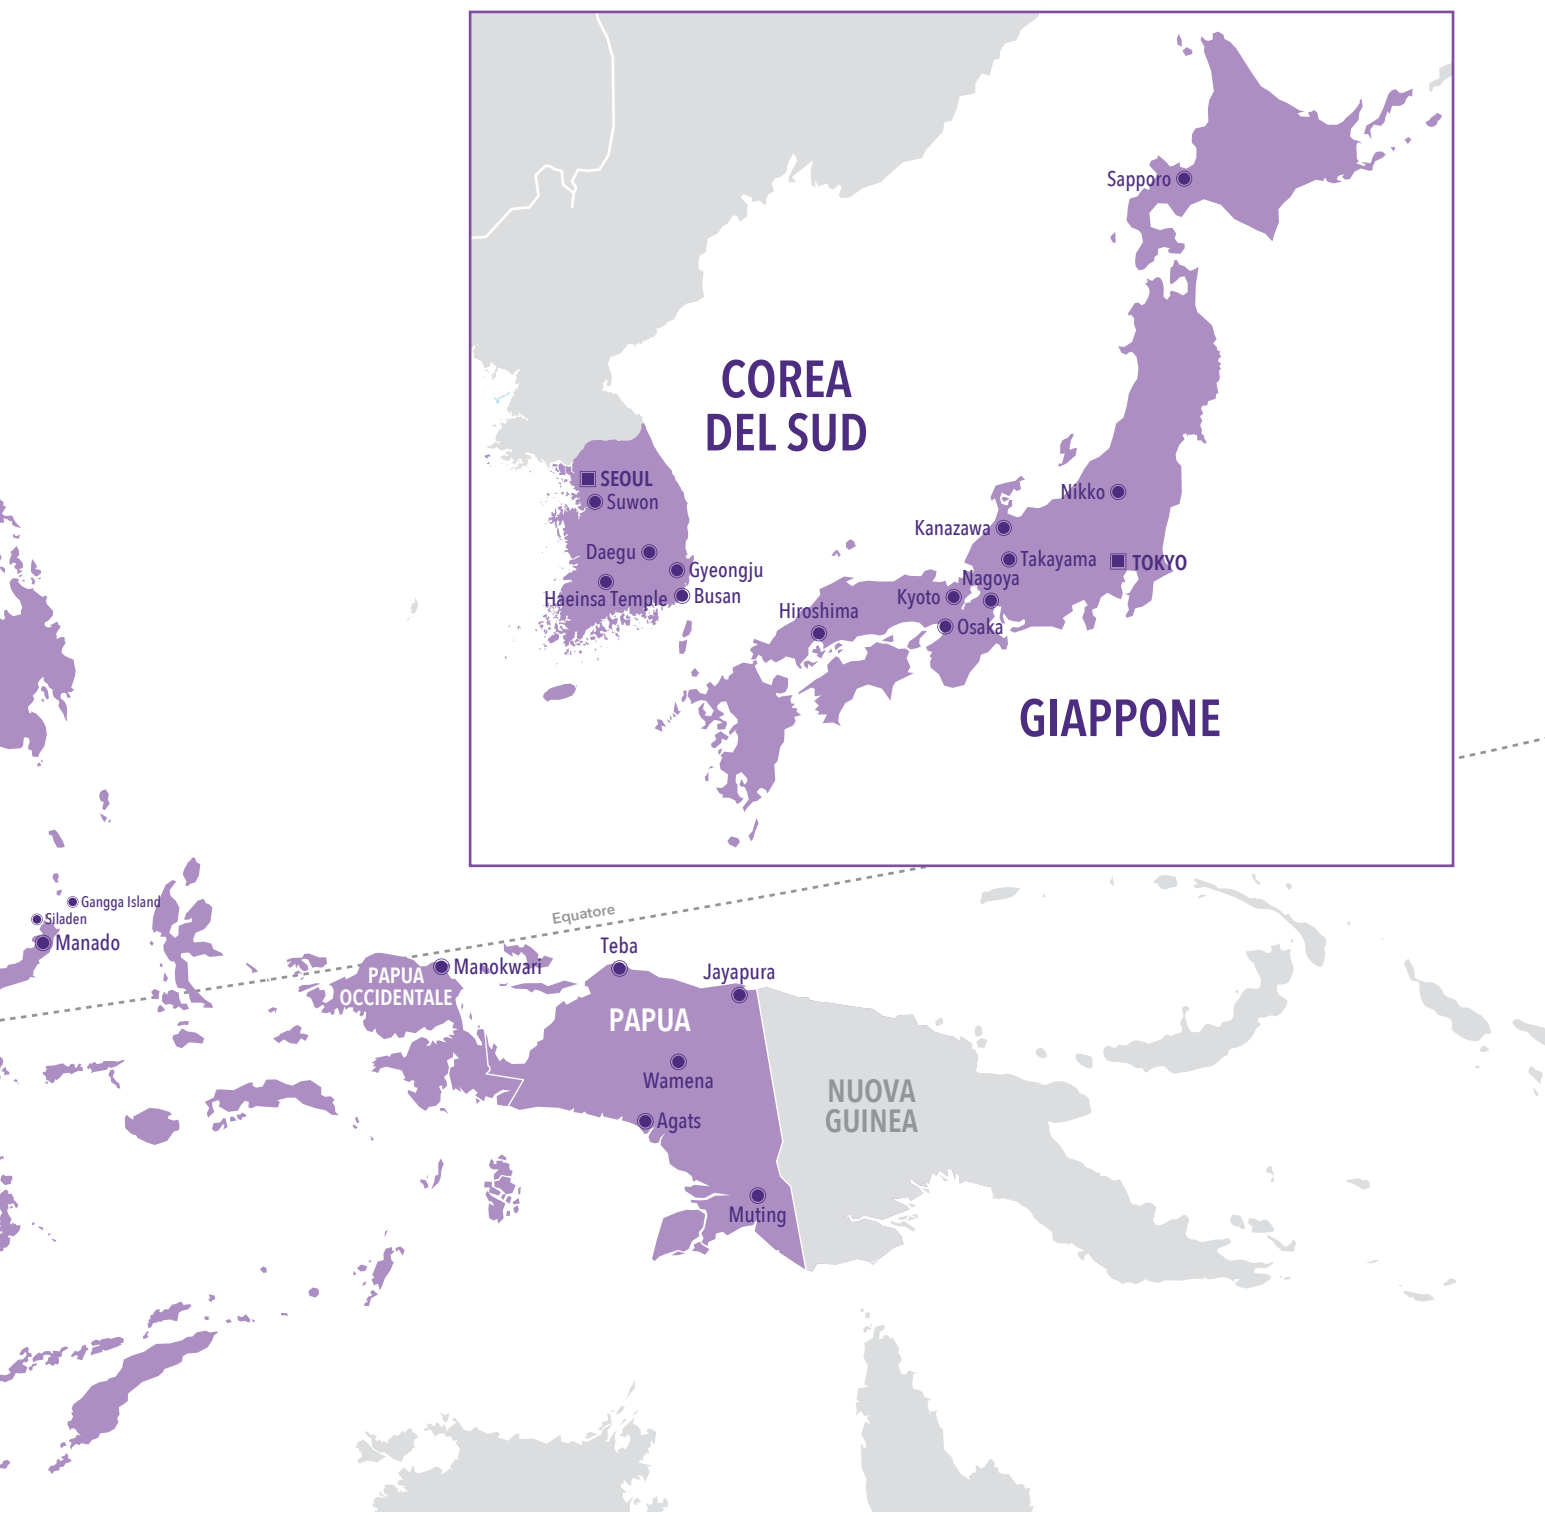 Sapporo
COREA
DEL SUD
SEOUL
Suwon
Nikko
Kanazawa
Daegu
Takayama
TOKYO
Gyeongju
Nagoya
Haeinsa Temple
Busan
Kyoto
Hiroshima
Osaka
GIAPPONE
Gangga Island
Siladen
Manado
Equatore
Teba
Manokwari
Jayapura
PAPUA
OCCIDENTALE
PAPUA
Wamena
NUOVA
GUINEA
Agats
Muting